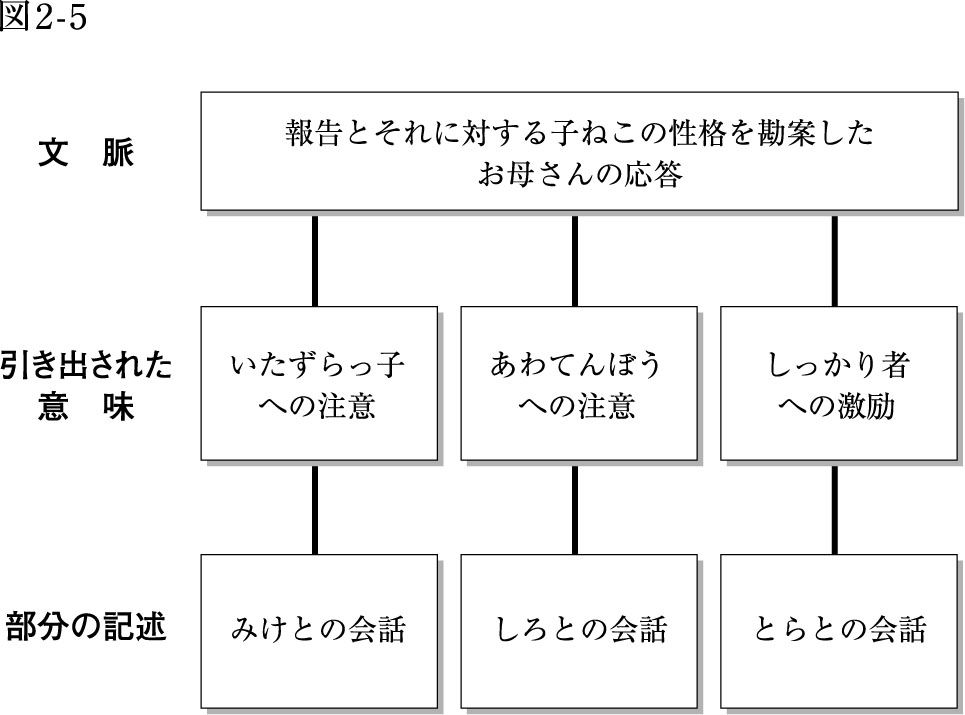 図2-5
文　脈
報告とそれに対する子ねこの性格を勘案した
お母さんの応答
引き出された
意　味
いたずらっ子
への注意
あわてんぼう
への注意
しっかり者
への激励
部分の記述
みけとの会話
しろとの会話
とらとの会話